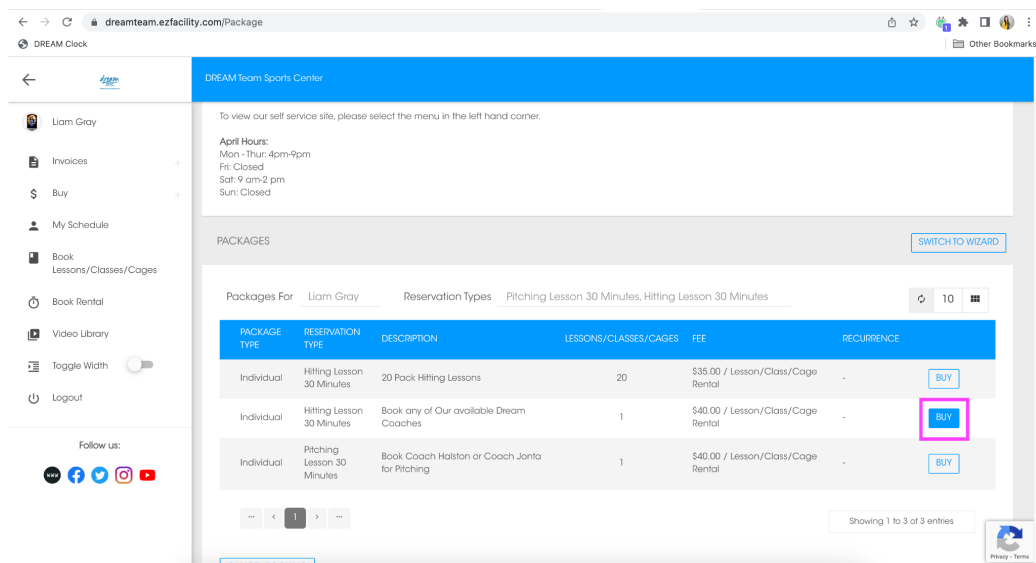 dreamteam.ezfacility.com/Package
1
DREAM Clock
Other Bookmarks
dream
DREAM Team Sports Center
Liam Gray
Invoices
Buy
My Schedule
Book
Lessons/Classes/Cages
Book Rental
Video Library
Toggle Width
Logout
Follow us:
www
To view our self service site, please select the menu in the left hand corner.
April Hours:
Mon - Thur: 4pm-9pm
Fri: Closed
Sat: 9 am-2 pm
Sun: Closed
PACKAGES
SWITCH TO WIZARD
Packages For Liam Gray Reservation Types Pitching Lesson 30 Minutes, Hitting Lesson 30 Minutes
10
PACKAGE TYPE RESERVATION TYPE DESCRIPTION LESSONS/CLASSES/CAGES FEE RECURRENCE
Individual Hitting Lesson 30 Minutes 20 Pack Hitting Lessons 20 $35.00 / Lesson/Class/Cage Rental - BUY
Individual Hitting Lesson 30 Minutes Book any of Our available Dream Coaches 1 $40.00 / Lesson/Class/Cage Rental - BUY
Individual Pitching Lesson 30 Minutes Book Coach Halston or Coach Jonta for Pitching 1 $40.00 / Lesson/Class/Cage Rental - BUY
... < 1 > ...
Showing 1 to 3 of 3 entries
Privacy - Terms